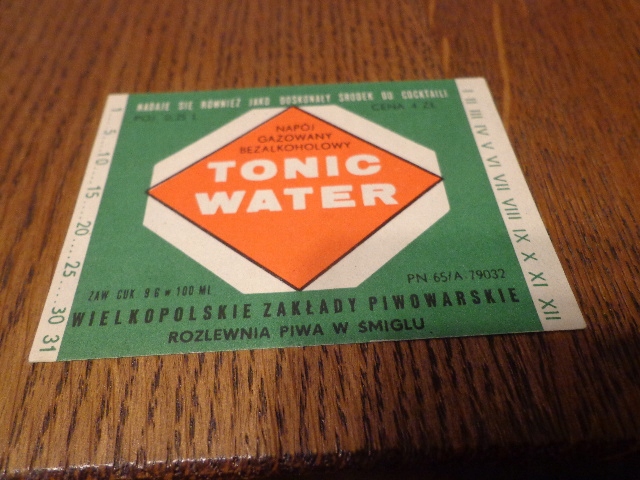 NADAJE SIĘ RÓWNIEŻ JAKO DOSKONAŁY ŚRODEK DO COCKTAILI
POJ. 0,25 l
CENA 4 ZŁ
NAPÓJ
GAZOWANY
BEZALKOHOLOWY
TONIC
WATER
ZAW CUK 9 G w 100 ML
PN 65/A 79032
WIELKOPOLSKIE ZAKŁADY PIWOWARSKIE
ROZLEWNIA PIWA W ŚMIGLU
1....5....10....15....20....25....30 31
I II III IV V VI VII VIII IX X XI XII